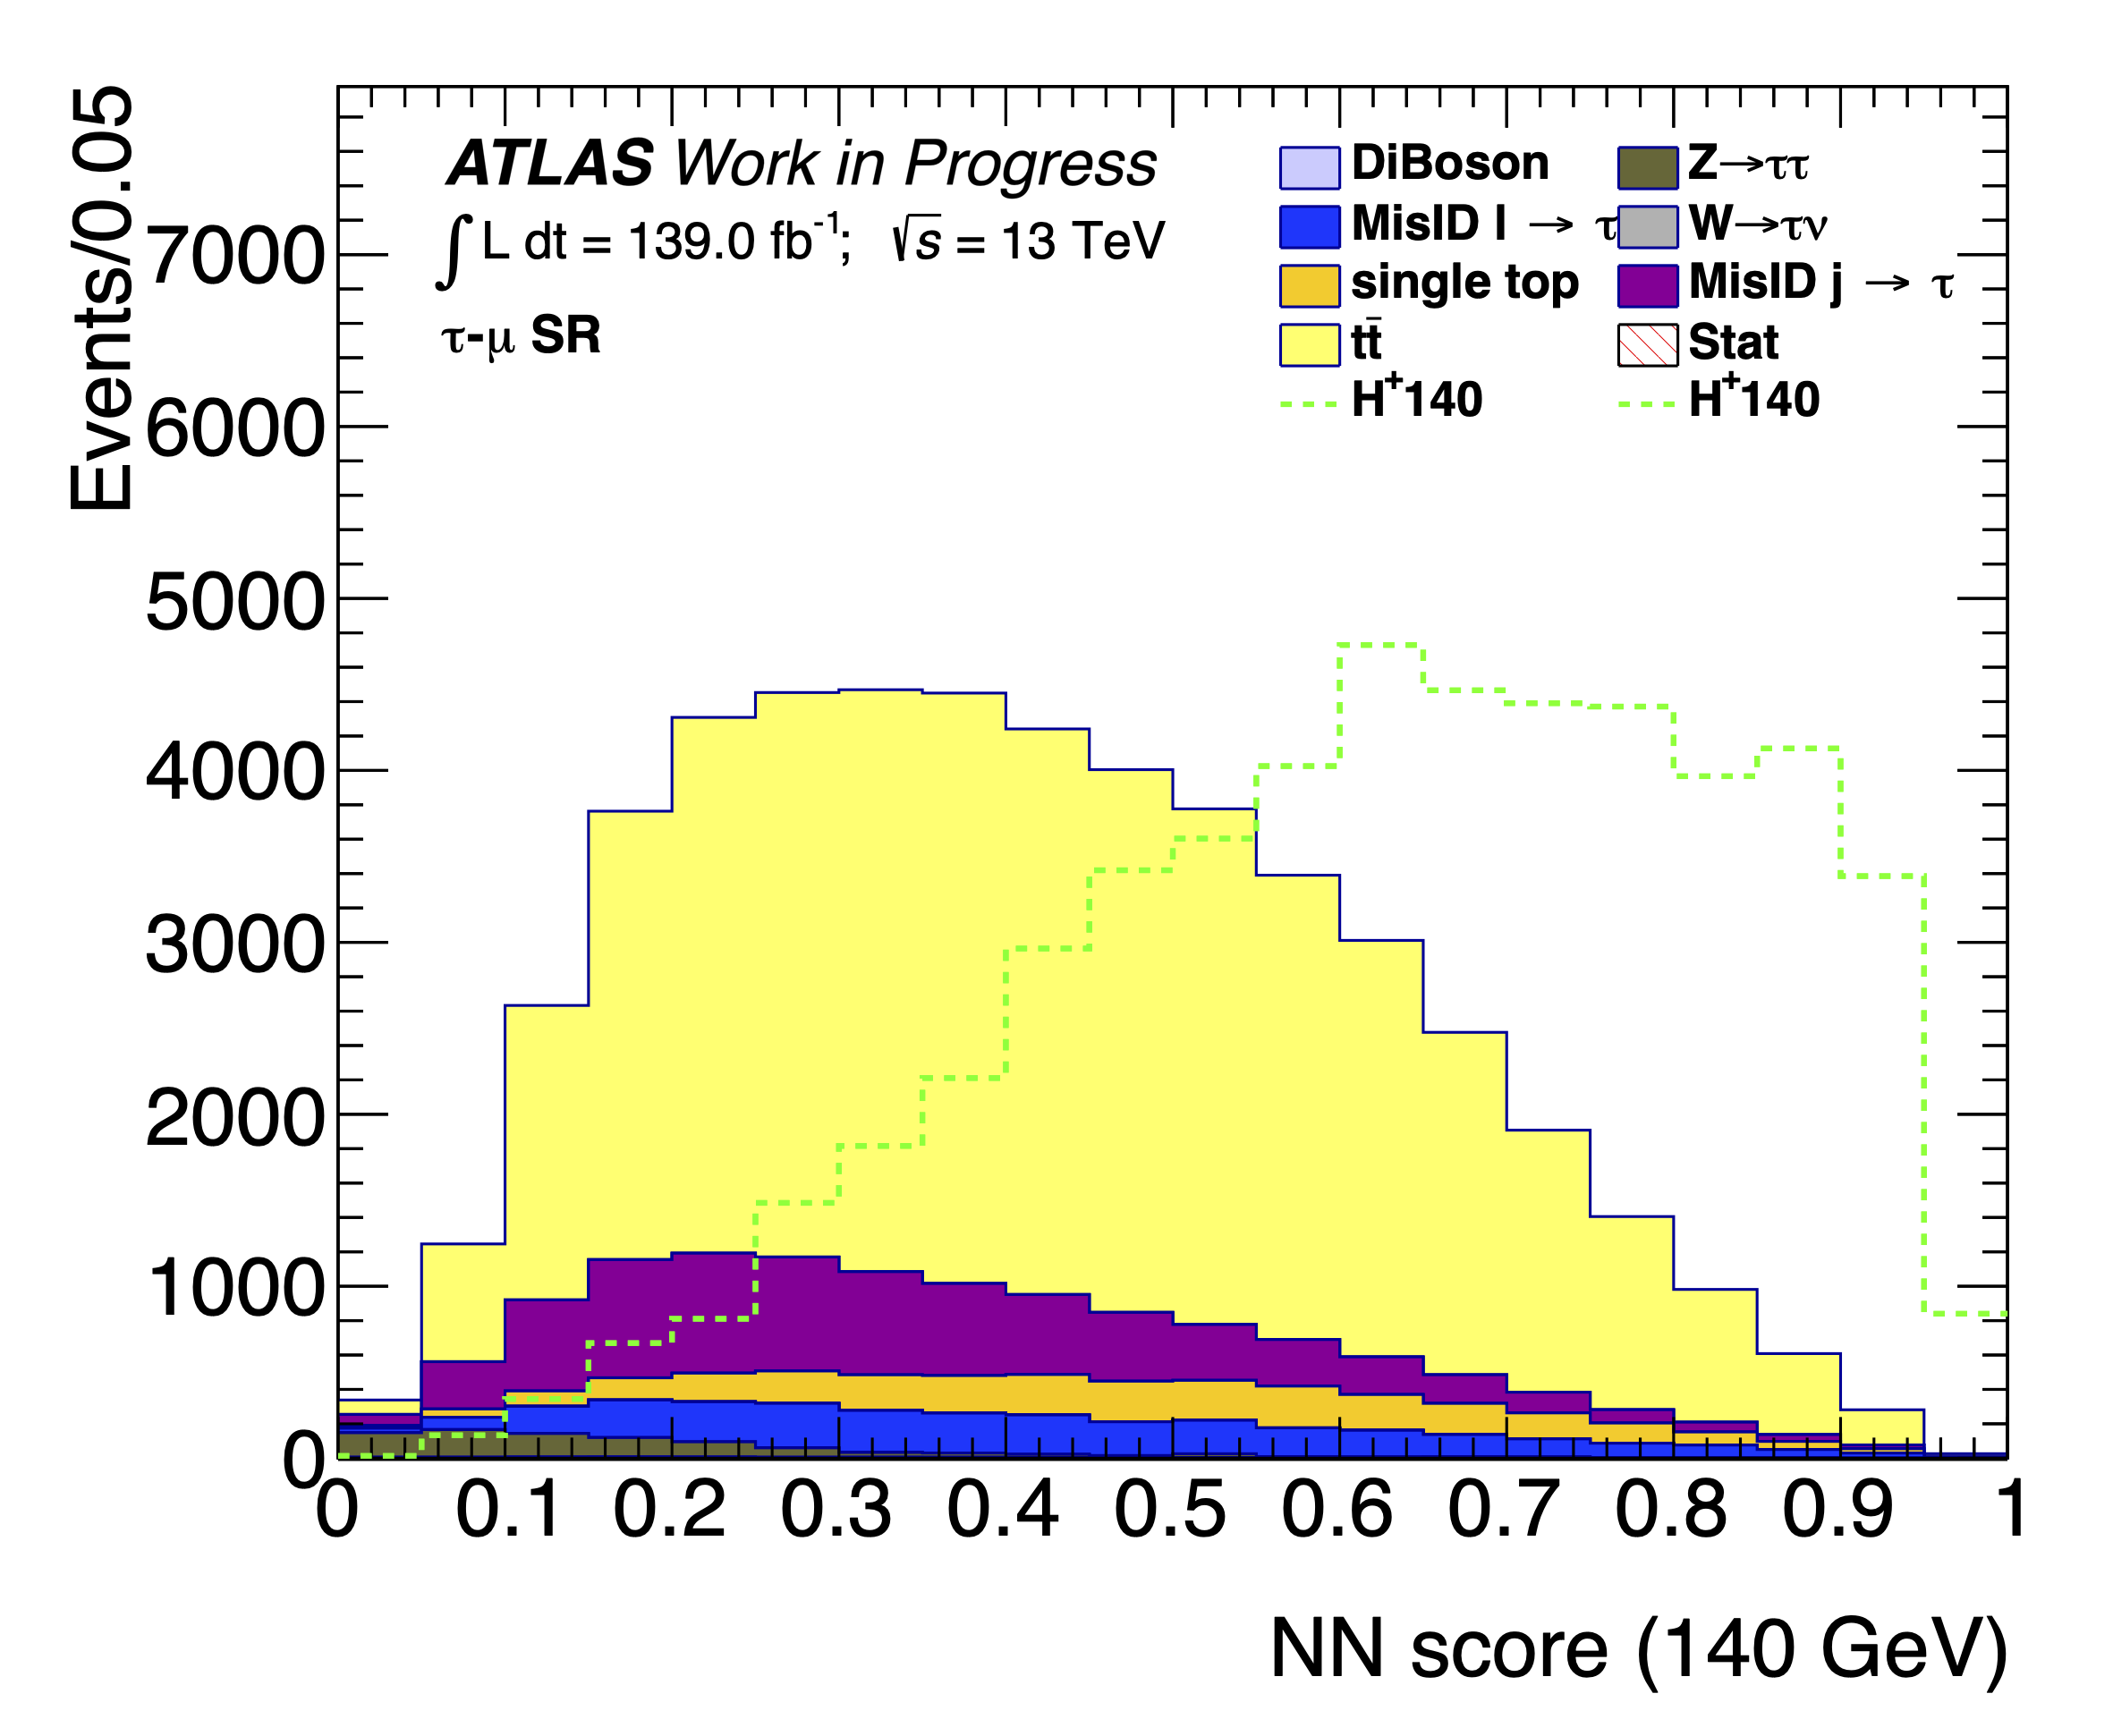 Events/0.05
ATLAS Work in Progress
∫ L dt = 139.0 fb⁻¹; √s = 13 TeV
τ-μ SR
DiBoson
Z→ττ
MisID l → τ
W→τν
single top
MisID j → τ
tt̄
Stat
H⁺140
H⁺140
7000
6000
5000
4000
3000
2000
1000
0
0 0.1 0.2 0.3 0.4 0.5 0.6 0.7 0.8 0.9 1
NN score (140 GeV)